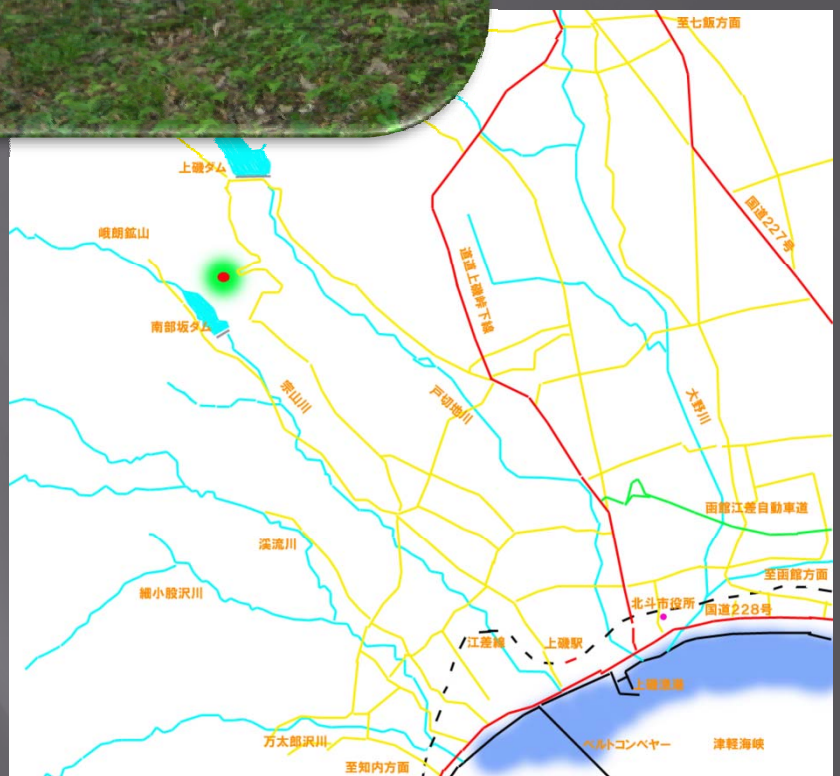 至七飯方面
上磯ダム
国道227号
峨朗鉱山
道道上磯峠下線
南部坂ダム
宗山川
戸切地川
大野川
函館江差自動車道
渓流川
至函館方面
細小股沢川
北斗市役所
国道228号
江差線
上磯駅
上磯漁港
万太郎沢川
ベルトコンベヤー
津軽海峡
至知内方面